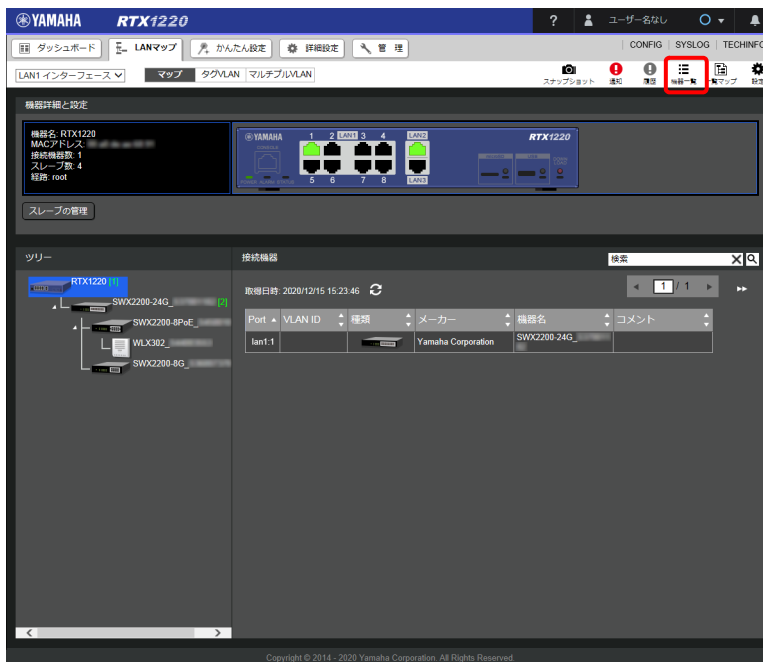 YAMAHA RTX1220 ? ユーザー名なし
ダッシュボード LANマップ かんたん設定 詳細設定 管 理 CONFIG SYSLOG TECHINFO
LAN1 インターフェース マップ タグVLAN マルチプルVLAN スナップショット 通知 履歴 機器一覧 一覧マップ 設定
機器詳細と設定
機器名: RTX1220
MACアドレス:
接続機器数: 1
スレーブ数: 4
経路: root
YAMAHA 1 2 LAN1 3 4 LAN2 RTX1220
5 6 7 8 LAN3
スレーブの管理
ツリー 接続機器 検索
RTX1220 [1]
SWX2200-24G_ [2]
SWX2200-8PoE_
WLX302_
SWX2200-8G_
取得日時: 2020/12/15 15:23:46 1 / 1
Port VLAN ID 種類 メーカー 機器名 コメント
lan1:1 Yamaha Corporation SWX2200-24G_
Copyright © 2014 - 2020 Yamaha Corporation. All Rights Reserved.